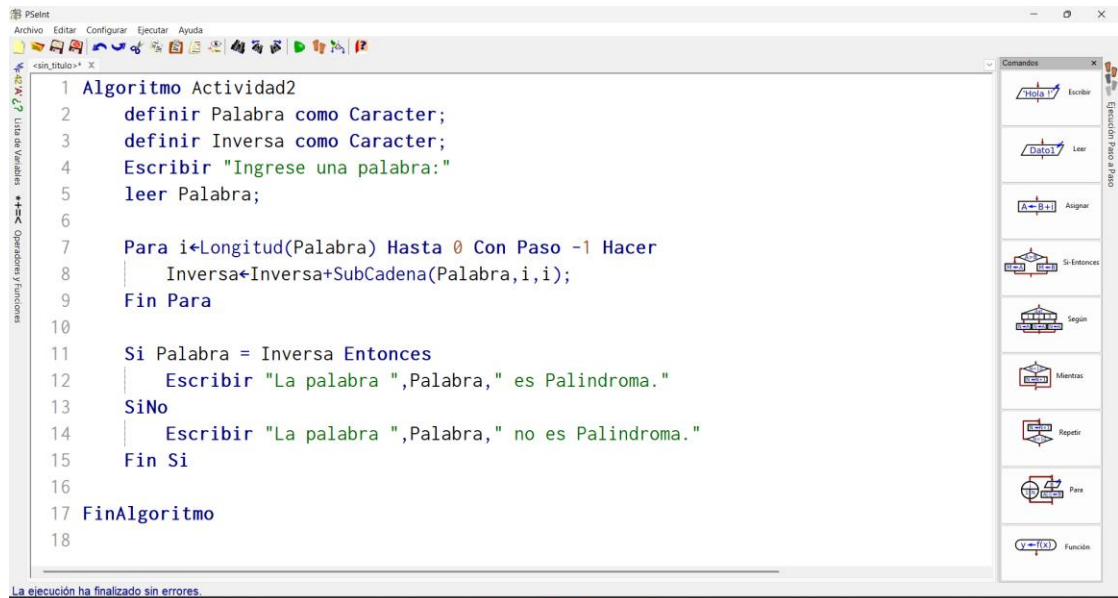 PSeInt
Archivo Editar Configurar Ejecutar Ayuda
<sin_titulo>* X
Comandos x
1 Algoritmo Actividad2
2 definir Palabra como Caracter;
3 definir Inversa como Caracter;
4 Escribir "Ingrese una palabra:"
5 leer Palabra;
6
7 Para i←Longitud(Palabra) Hasta 0 Con Paso -1 Hacer
8 Inversa←Inversa+SubCadena(Palabra,i,i);
9 Fin Para
10
11 Si Palabra = Inversa Entonces
12 Escribir "La palabra ",Palabra," es Palindroma."
13 SiNo
14 Escribir "La palabra ",Palabra," no es Palindroma."
15 Fin Si
16
17 FinAlgoritmo
18
42 'A' ¿? Lista de Variables
*+=< Operadores y Funciones
'Hola !' Escribir
Dato1 Leer
A←B+i Asignar
Si-Entonces
Según
Mientras
Repetir
Para
y←f(x) Función
Ejecución Paso a Paso
La ejecución ha finalizado sin errores.